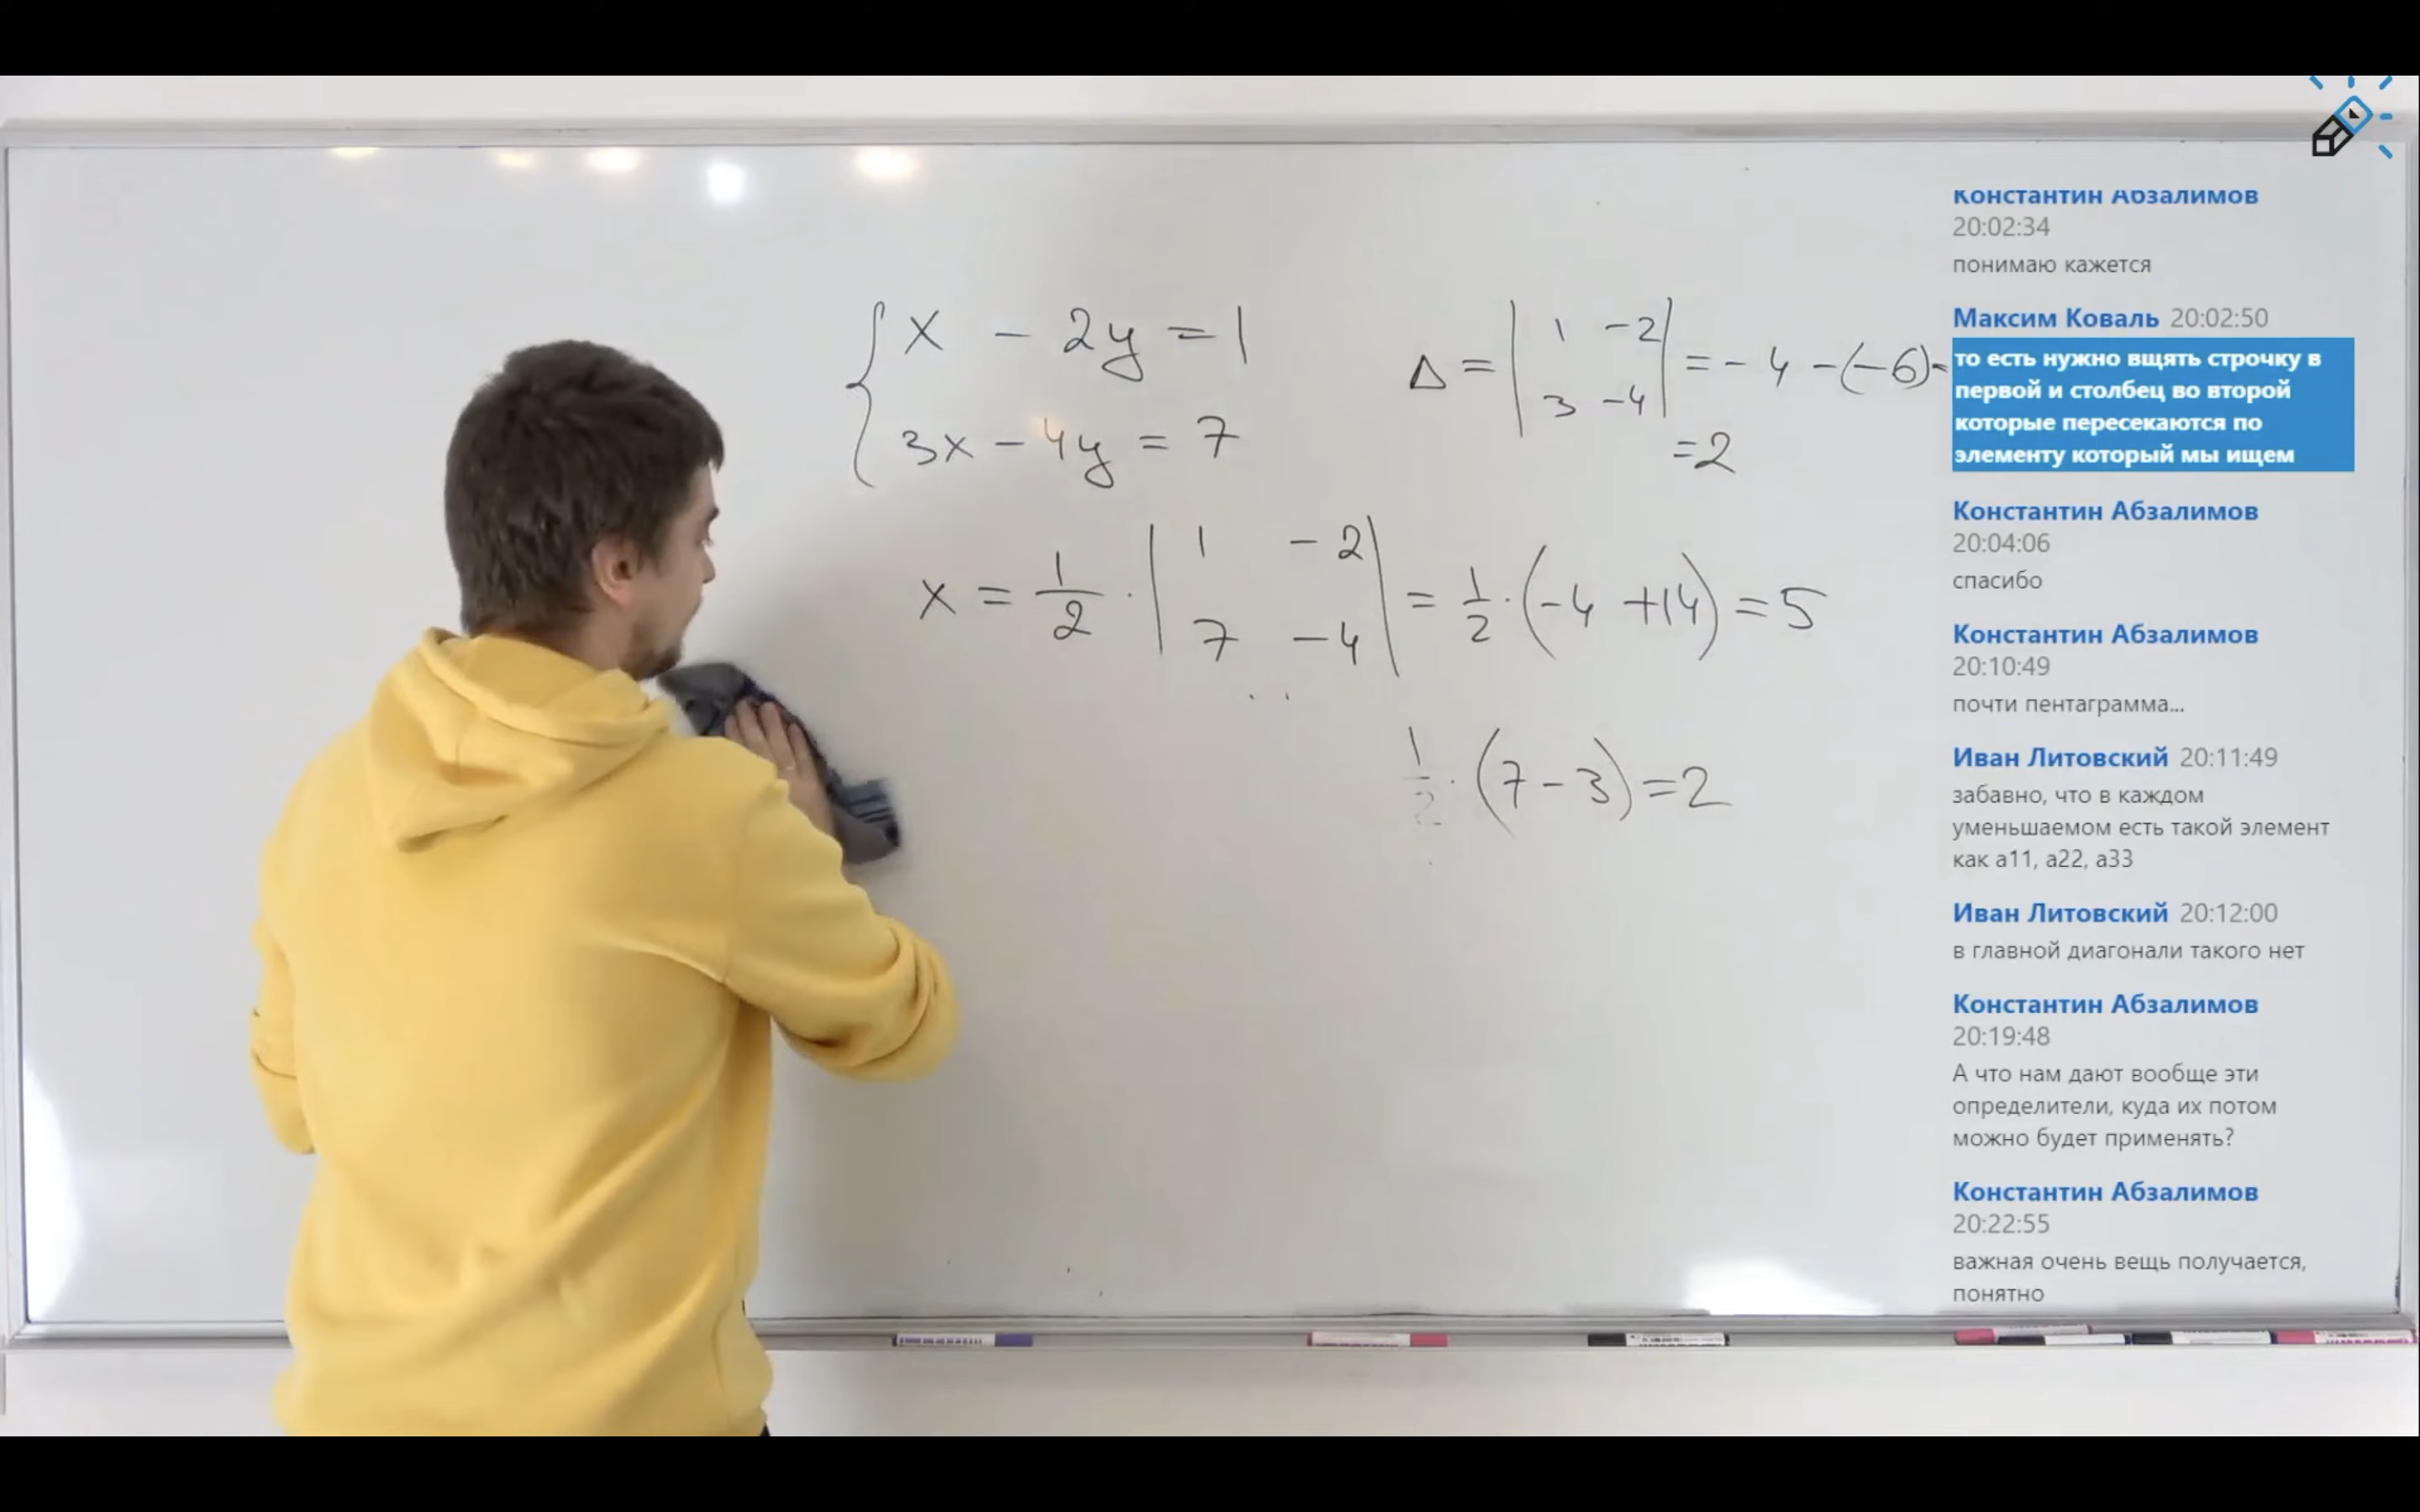 x - 2y = 1
3x - 4y = 7
Δ = | 1 -2 | = -4 -(-6) =
| 3 -4 |
= 2
x = 1/2 · | 1 -2 | = 1/2 · (-4 + 14) = 5
| 7 -4 |
1/2 · (7 - 3) = 2
Константин Абзалимов
20:02:34
понимаю кажется
Максим Коваль 20:02:50
то есть нужно вщять строчку в
первой и столбец во второй
которые пересекаются по
элементу который мы ищем
Константин Абзалимов
20:04:06
спасибо
Константин Абзалимов
20:10:49
почти пентаграмма...
Иван Литовский 20:11:49
забавно, что в каждом
уменьшаемом есть такой элемент
как а11, а22, а33
Иван Литовский 20:12:00
в главной диагонали такого нет
Константин Абзалимов
20:19:48
А что нам дают вообще эти
определители, куда их потом
можно будет применять?
Константин Абзалимов
20:22:55
важная очень вещь получается,
понятно